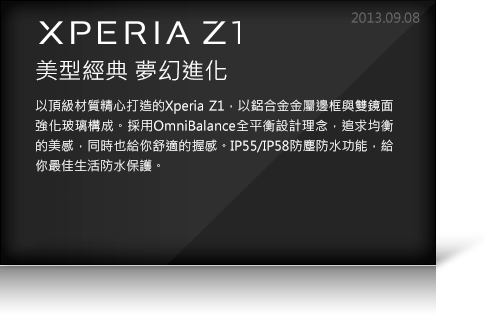 2013.09.08
XPERIA Z1
美型經典 夢幻進化
以頂級材質精心打造的Xperia Z1，以鋁合金金屬邊框與雙鏡面
強化玻璃構成。採用OmniBalance全平衡設計理念，追求均衡
的美感，同時也給你舒適的握感。IP55/IP58防塵防水功能，給
你最佳生活防水保護。